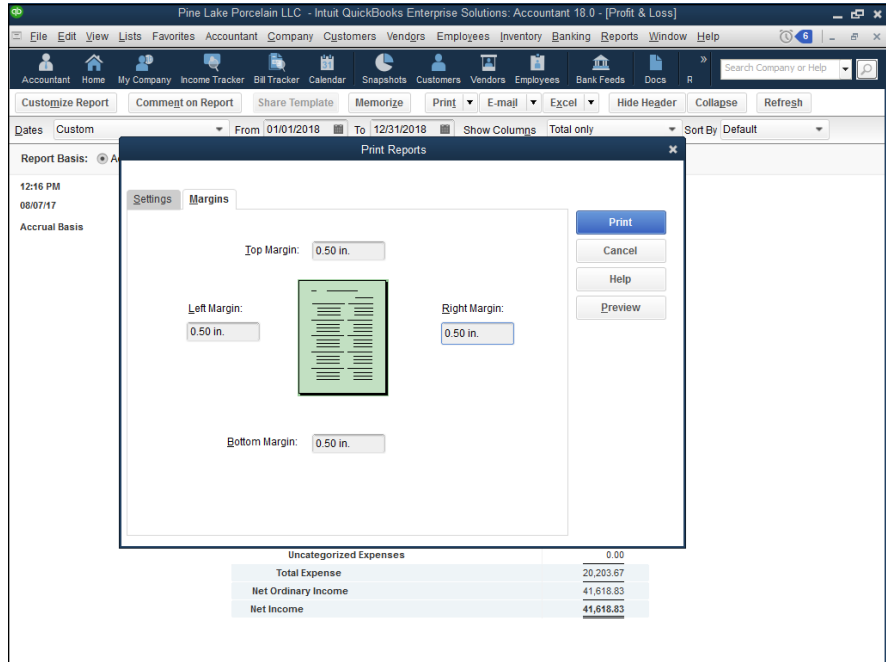 qb Pine Lake Porcelain LLC - Intuit QuickBooks Enterprise Solutions: Accountant 18.0 - [Profit & Loss]
File Edit View Lists Favorites Accountant Company Customers Vendors Employees Inventory Banking Reports Window Help 6
31
Accountant Home My Company Income Tracker Bill Tracker Calendar Snapshots Customers Vendors Employees Bank Feeds Docs R » Search Company or Help
Customize Report Comment on Report Share Template Memorize Print E-mail Excel Hide Header Collapse Refresh
Dates Custom From 01/01/2018 To 12/31/2018 Show Columns Total only Sort By Default
Print Reports
Report Basis: A
12:16 PM
08/07/17
Accrual Basis
Settings Margins
Print
Top Margin: 0.50 in.
Cancel
Help
Left Margin: Right Margin: Preview
0.50 in. 0.50 in.
Bottom Margin: 0.50 in.
Uncategorized Expenses 0.00
Total Expense 20,203.67
Net Ordinary Income 41,618.83
Net Income 41,618.83